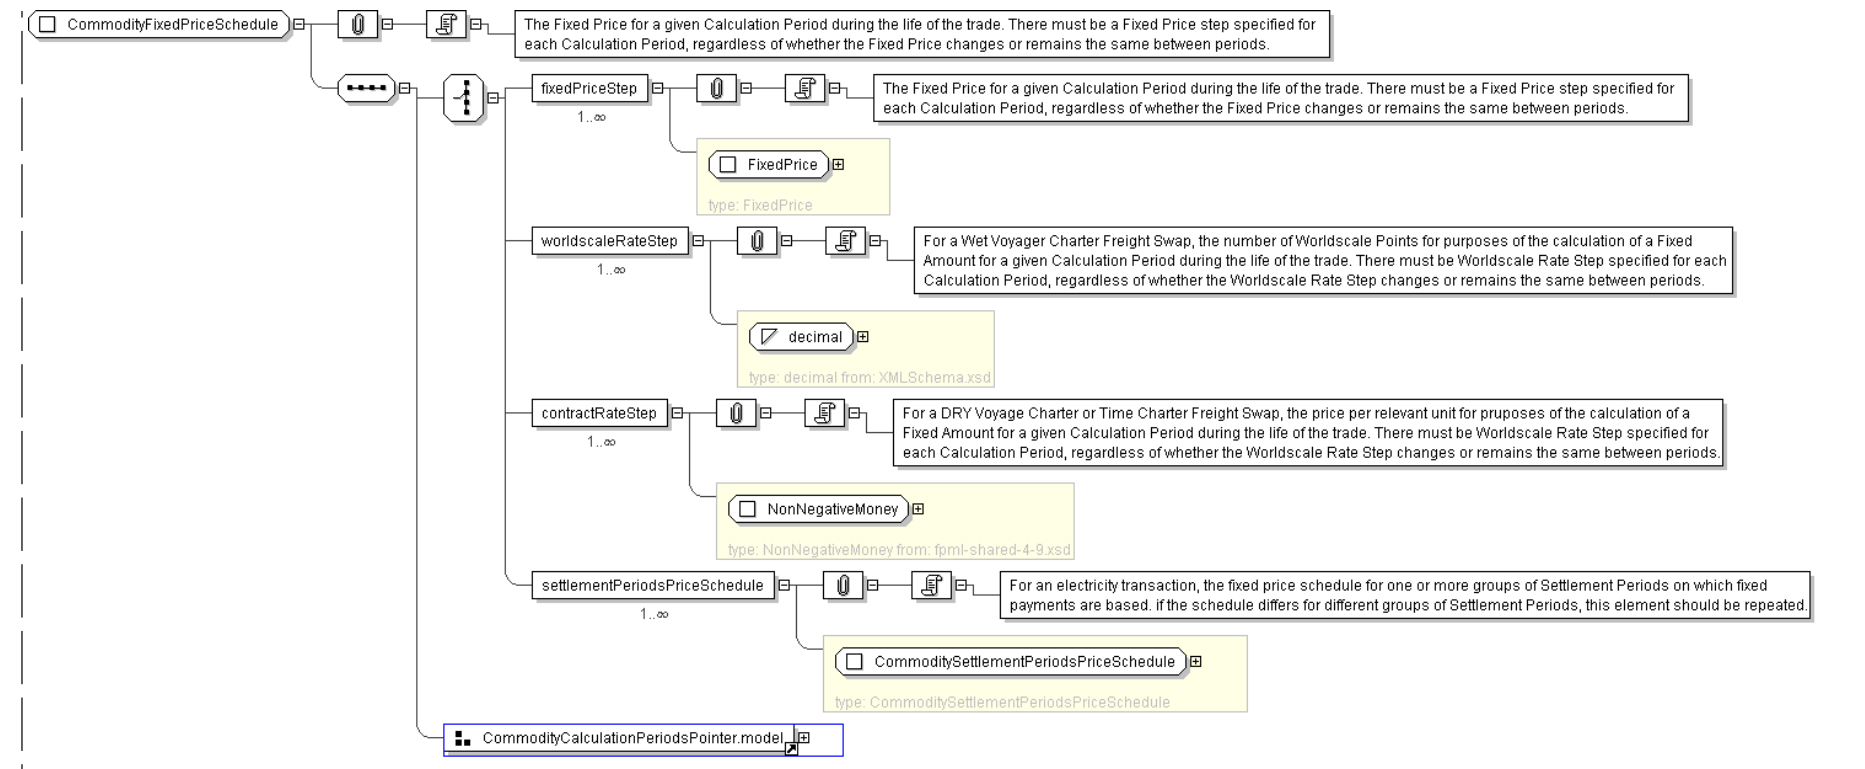 CommodityFixedPriceSchedule
The Fixed Price for a given Calculation Period during the life of the trade. There must be a Fixed Price step specified for
each Calculation Period, regardless of whether the Fixed Price changes or remains the same between periods.
fixedPriceStep
1..∞
The Fixed Price for a given Calculation Period during the life of the trade. There must be a Fixed Price step specified for
each Calculation Period, regardless of whether the Fixed Price changes or remains the same between periods.
FixedPrice
type: FixedPrice
worldscaleRateStep
1..∞
For a Wet Voyager Charter Freight Swap, the number of Worldscale Points for purposes of the calculation of a Fixed
Amount for a given Calculation Period during the life of the trade. There must be Worldscale Rate Step specified for each
Calculation Period, regardless of whether the Worldscale Rate Step changes or remains the same between periods.
decimal
type: decimal from: XMLSchema.xsd
contractRateStep
1..∞
For a DRY Voyage Charter or Time Charter Freight Swap, the price per relevant unit for pruposes of the calculation of a
Fixed Amount for a given Calculation Period during the life of the trade. There must be Worldscale Rate Step specified for
each Calculation Period, regardless of whether the Worldscale Rate Step changes or remains the same between periods.
NonNegativeMoney
type: NonNegativeMoney from: fpml-shared-4-9.xsd
settlementPeriodsPriceSchedule
1..∞
For an electricity transaction, the fixed price schedule for one or more groups of Settlement Periods on which fixed
payments are based. if the schedule differs for different groups of Settlement Periods, this element should be repeated.
CommoditySettlementPeriodsPriceSchedule
type: CommoditySettlementPeriodsPriceSchedule
CommodityCalculationPeriodsPointer.model